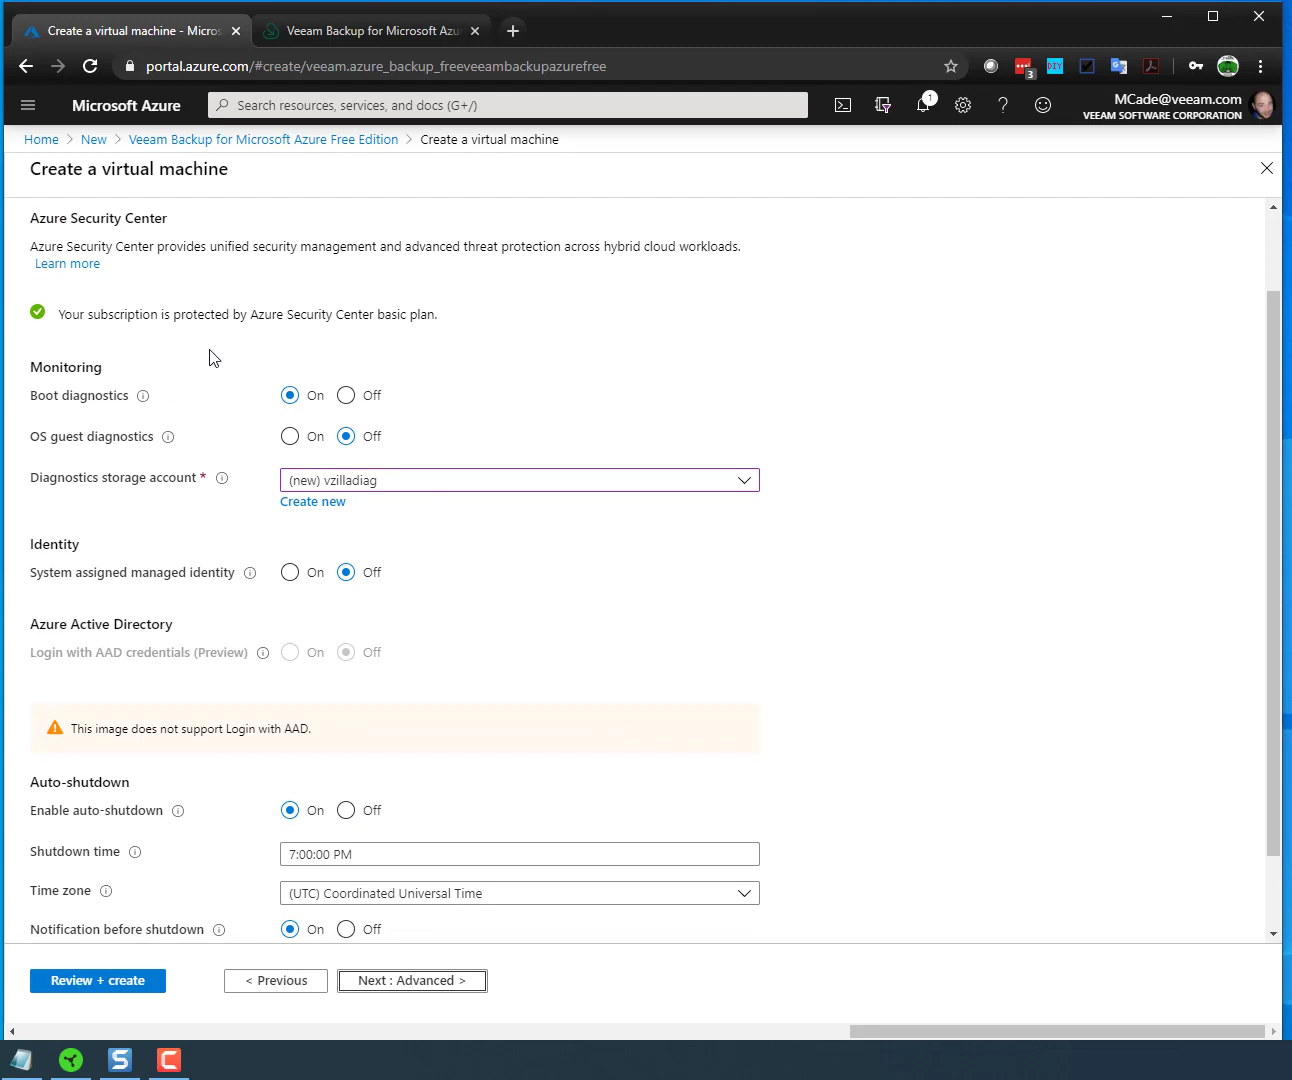 Create a virtual machine - Micros
Veeam Backup for Microsoft Azu
portal.azure.com/#create/veeam.azure_backup_freeveeambackupazurefree
3
DIY
Microsoft Azure
Search resources, services, and docs (G+/)
1
MCade@veeam.com
VEEAM SOFTWARE CORPORATION
Home > New > Veeam Backup for Microsoft Azure Free Edition > Create a virtual machine
Create a virtual machine
Azure Security Center
Azure Security Center provides unified security management and advanced threat protection across hybrid cloud workloads.
Learn more
Your subscription is protected by Azure Security Center basic plan.
Monitoring
Boot diagnostics On Off
OS guest diagnostics On Off
Diagnostics storage account * (new) vzilladiag
Create new
Identity
System assigned managed identity On Off
Azure Active Directory
Login with AAD credentials (Preview) On Off
This image does not support Login with AAD.
Auto-shutdown
Enable auto-shutdown On Off
Shutdown time 7:00:00 PM
Time zone (UTC) Coordinated Universal Time
Notification before shutdown On Off
Review + create < Previous Next : Advanced >
S C